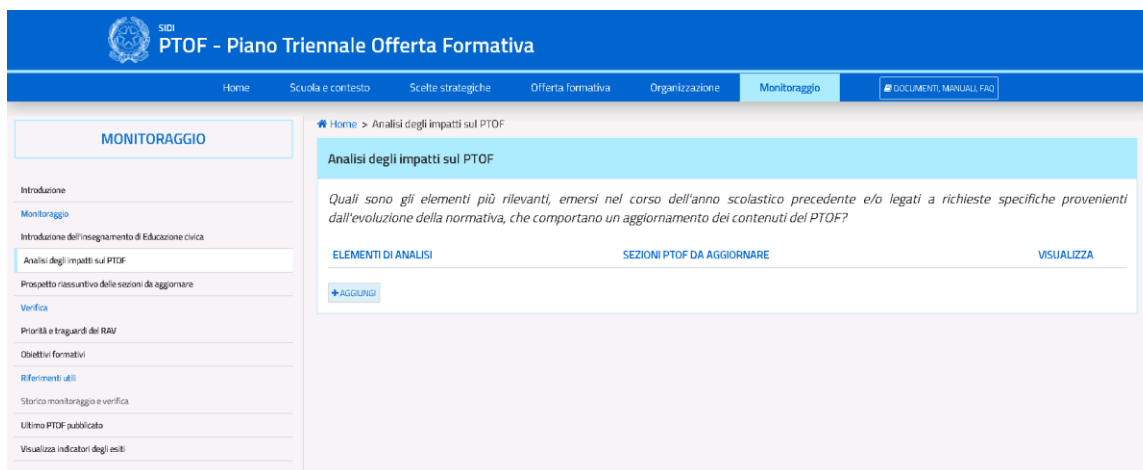 SIDI
PTOF - Piano Triennale Offerta Formativa
Home Scuola e contesto Scelte strategiche Offerta formativa Organizzazione Monitoraggio DOCUMENTI, MANUALI, FAQ
MONITORAGGIO
Introduzione
Monitoraggio
Introduzione dell'insegnamento di Educazione civica
Analisi degli impatti sul PTOF
Prospetto riassuntivo delle sezioni da aggiornare
Verifica
Priorità e traguardi del RAV
Obiettivi formativi
Riferimenti utili
Storico monitoraggio e verifica
Ultimo PTOF pubblicato
Visualizza indicatori degli esiti
Home > Analisi degli impatti sul PTOF
Analisi degli impatti sul PTOF
Quali sono gli elementi più rilevanti, emersi nel corso dell'anno scolastico precedente e/o legati a richieste specifiche provenienti
dall'evoluzione della normativa, che comportano un aggiornamento dei contenuti del PTOF?
ELEMENTI DI ANALISI SEZIONI PTOF DA AGGIORNARE VISUALIZZA
+ AGGIUNGI